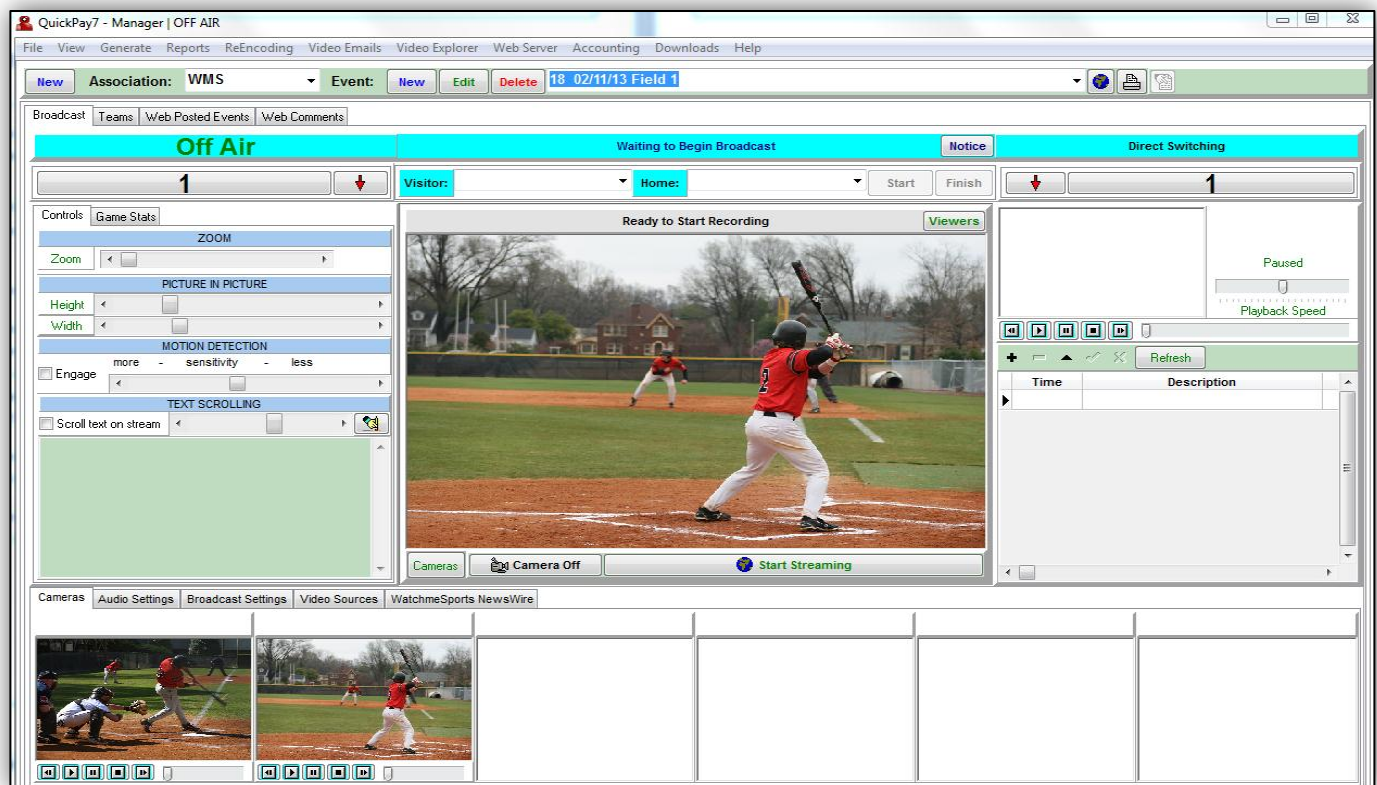 QuickPay7 - Manager | OFF AIR
File View Generate Reports ReEncoding Video Emails Video Explorer Web Server Accounting Downloads Help
New Association: WMS Event: New Edit Delete 18 02/11/13 Field 1
Broadcast Teams Web Posted Events Web Comments
Off Air Waiting to Begin Broadcast Notice Direct Switching
1 Visitor: Home: Start Finish 1
Controls Game Stats
Ready to Start Recording Viewers
ZOOM
Zoom
PICTURE IN PICTURE
Height
Width
MOTION DETECTION
more - sensitivity - less
Engage
TEXT SCROLLING
Scroll text on stream
2
Cameras Camera Off Start Streaming
Paused
Playback Speed
Refresh
Time Description
Cameras Audio Settings Broadcast Settings Video Sources WatchmeSports NewsWire